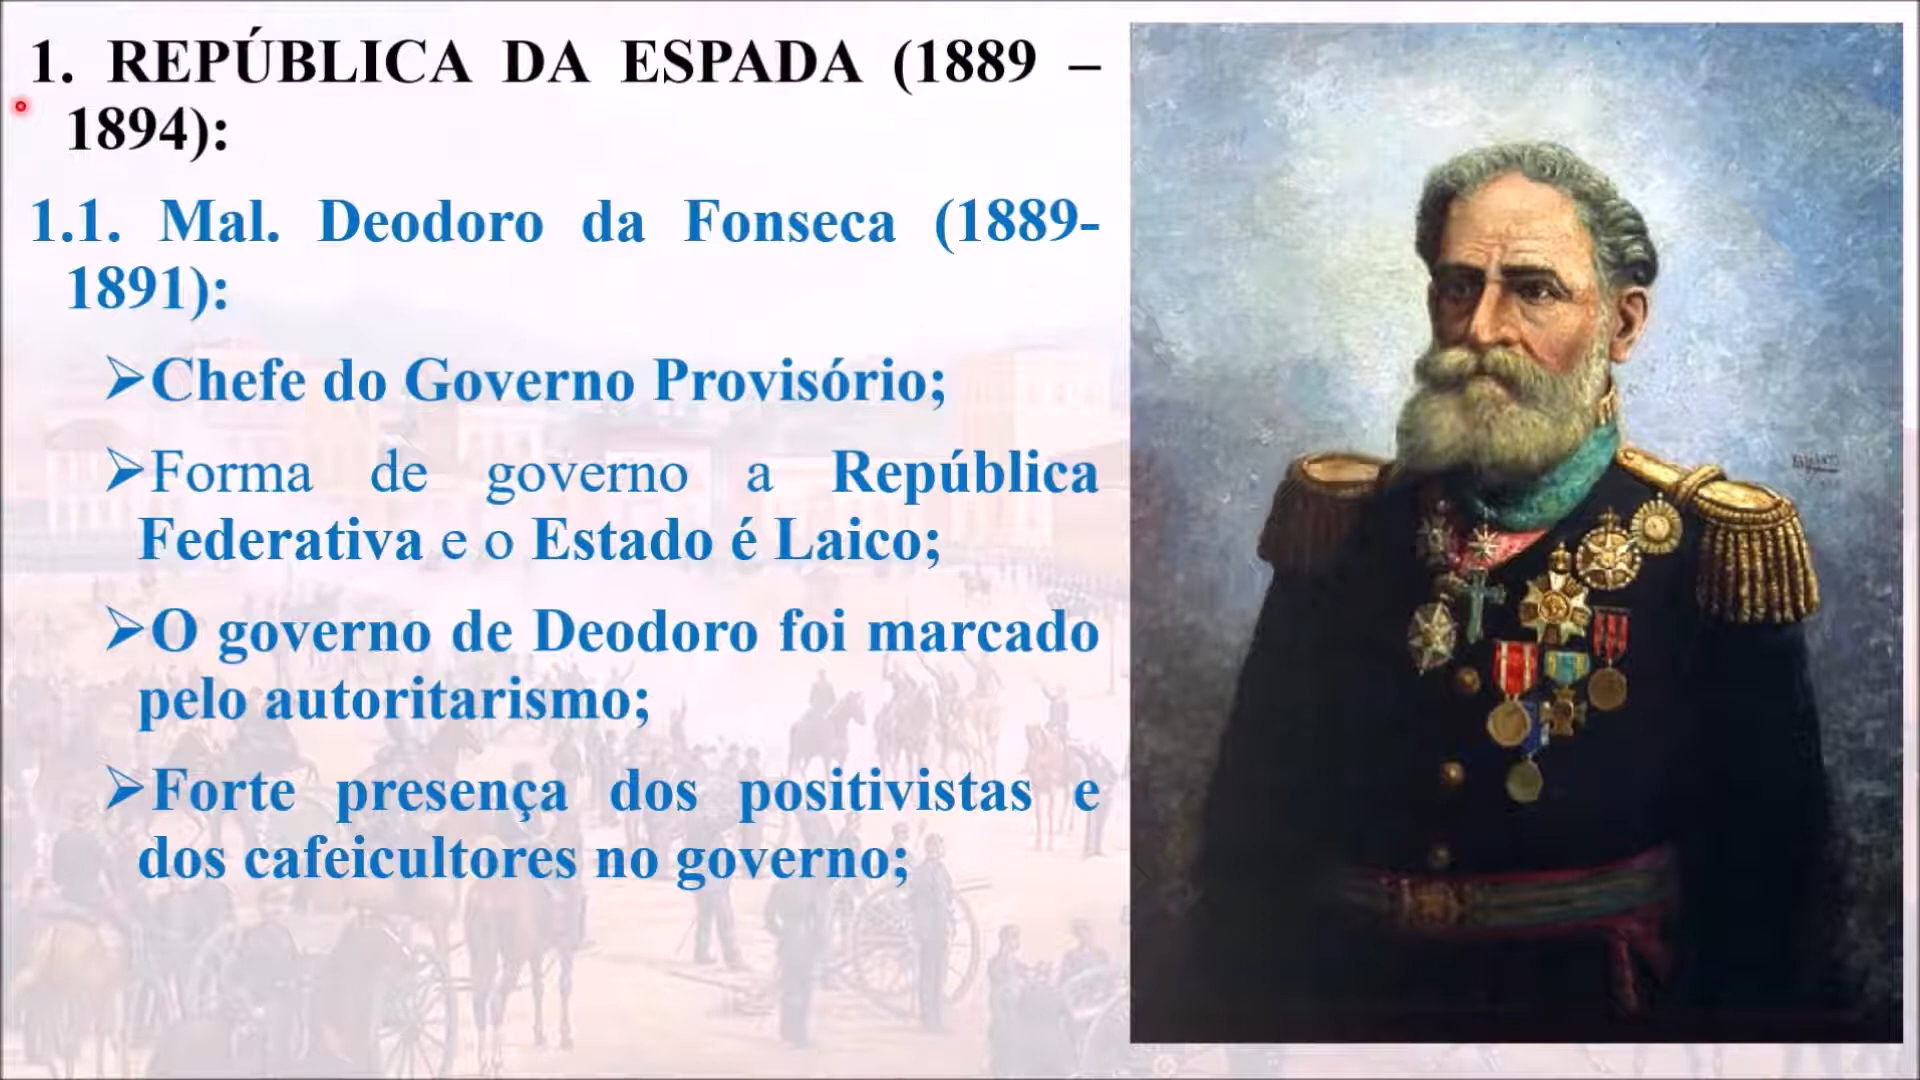 1. REPÚBLICA DA ESPADA (1889 –
1894):
1.1. Mal. Deodoro da Fonseca (1889-
1891):
➢Chefe do Governo Provisório;
➢Forma de governo a República
Federativa e o Estado é Laico;
➢O governo de Deodoro foi marcado
pelo autoritarismo;
➢Forte presença dos positivistas e
dos cafeicultores no governo;